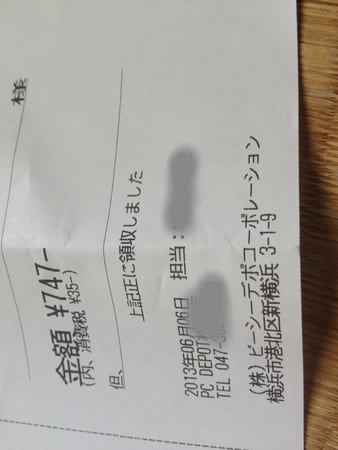 様
金額 ¥747-
(内、消費税 ¥35-)
但、
上記正に領収しました
2013年06月06日 担当:
PC DEPOT
TEL 047-
(株)ピーシーデポコーポレーション
横浜市港北区新横浜 3-1-9